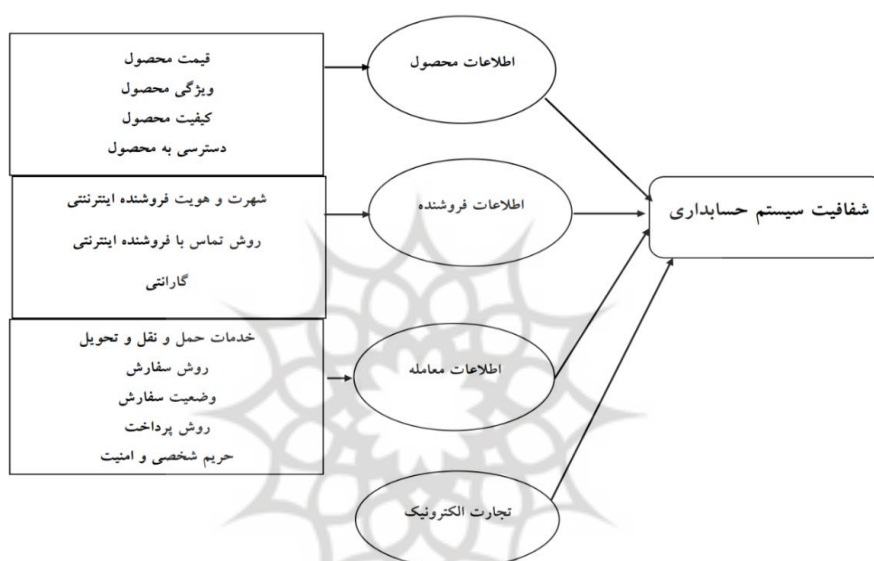 قیمت محصول
ویژگی محصول
کیفیت محصول
دسترسی به محصول
شهرت و هویت فروشنده اینترننتی
روش تماس با فروشنده اینترنتی
گارانتی
خدمات حمل و نقل و تحویل
روش سفارش
وضعیت سفارش
روش پرداخت
حریم شخصی و امنیت
اطلاعات محصول
اطلاعات فروشنده
اطلاعات معامله
تجارت الکترونیک
شفافیت سیستم حسابداری